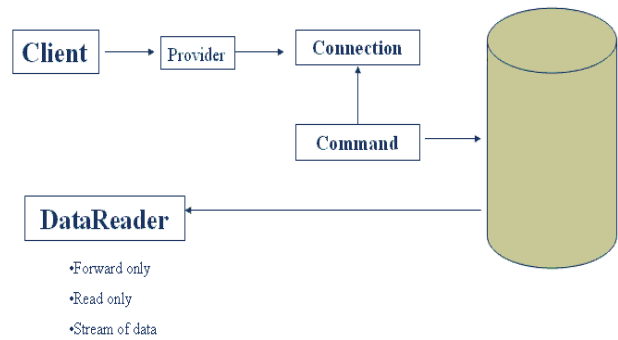 Client
Provider
Connection
Command
DataReader
•Forward only
•Read only
•Stream of data